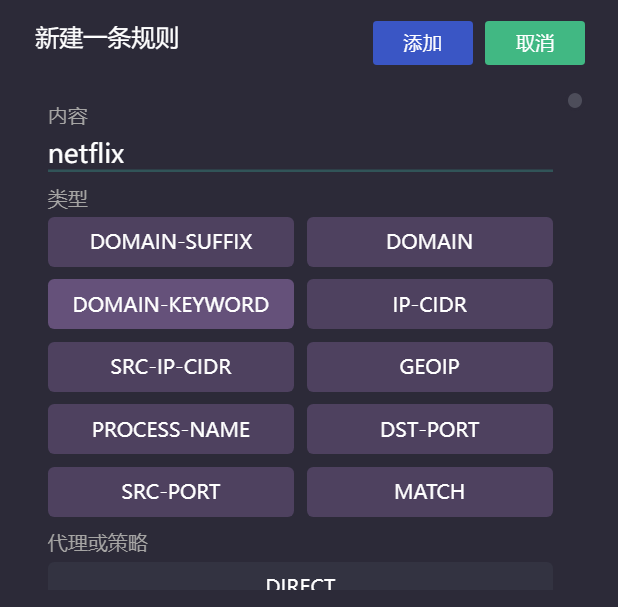 新建一条规则
添加
取消
内容
netflix
类型
DOMAIN-SUFFIX
DOMAIN
DOMAIN-KEYWORD
IP-CIDR
SRC-IP-CIDR
GEOIP
PROCESS-NAME
DST-PORT
SRC-PORT
MATCH
代理或策略
DIRECT